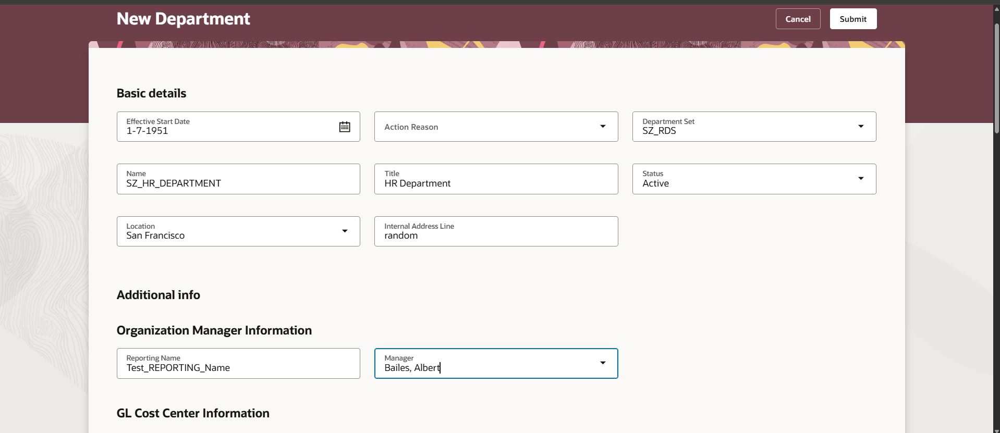 New Department
Cancel
Submit
Basic details
Effective Start Date
1-7-1951
Action Reason
Department Set
SZ_RDS
Name
SZ_HR_DEPARTMENT
Title
HR Department
Status
Active
Location
San Francisco
Internal Address Line
random
Additional info
Organization Manager Information
Reporting Name
Test_REPORTING_Name
Manager
Bailes, Albert
GL Cost Center Information